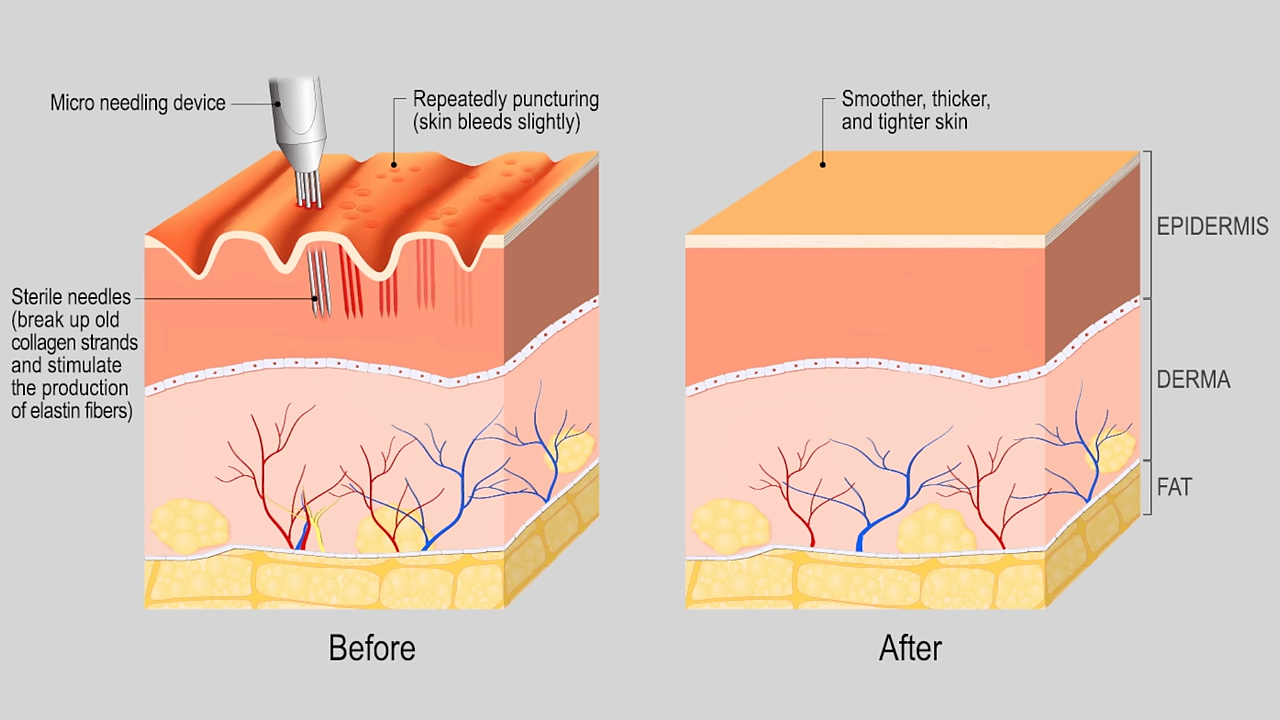 Micro needling device
Repeatedly puncturing
(skin bleeds slightly)
Sterile needles
(break up old
collagen strands
and stimulate
the production
of elastin fibers)
Before
Smoother, thicker,
and tighter skin
EPIDERMIS
DERMA
FAT
After